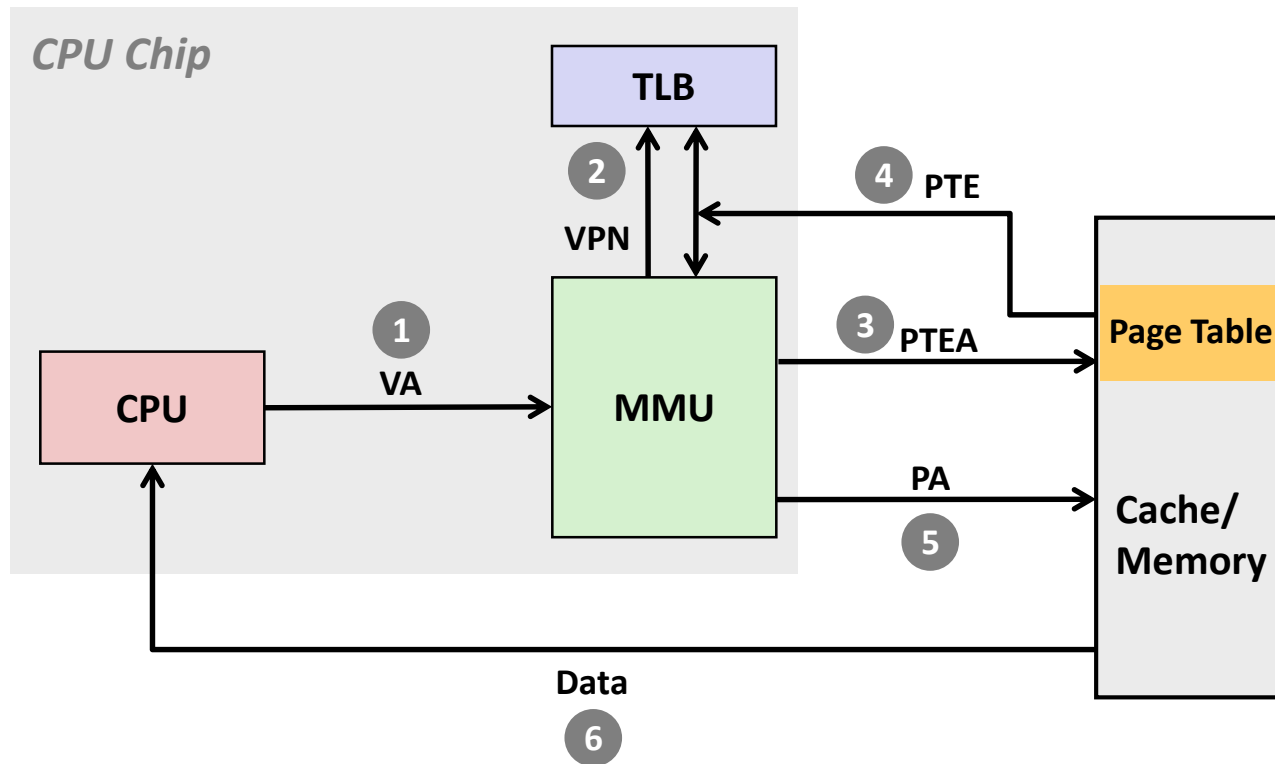 CPU Chip
TLB
2
VPN
4
PTE
1
VA
CPU
MMU
3
PTEA
Page Table
PA
5
Cache/
Memory
Data
6